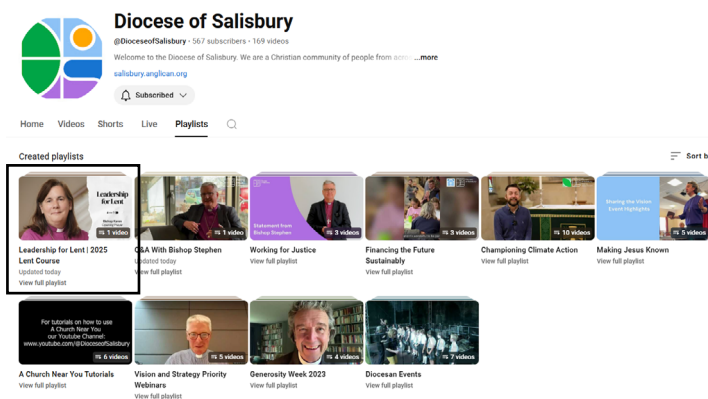 Diocese of Salisbury
@DioceseofSalisbury • 567 subscribers • 169 videos
Welcome to the Diocese of Salisbury. We are a Christian community of people from ...more
salisbury.anglican.org
Subscribed
Home Videos Shorts Live Playlists
Created playlists
Sort b
Leadership
for Lent
1 video
1 video
Statement from
Bishop Stephen
3 videos
3 videos
10 videos
Sharing the Vision
Event Highlights
5 videos
Leadership for Lent | 2025
Lent Course
Updated today
View full playlist
Q&A With Bishop Stephen
Updated today
View full playlist
Working for Justice
View full playlist
Financing the Future
Sustainably
View full playlist
Championing Climate Action
View full playlist
Making Jesus Known
View full playlist
For tutorials on how to use
A Church Near You
our Youtube Channel:
www.youtube.com/@DioceseofSalisbury
6 videos
5 videos
4 videos
7 videos
A Church Near You Tutorials
View full playlist
Vision and Strategy Priority
Webinars
View full playlist
Generosity Week 2023
View full playlist
Diocesan Events
View full playlist